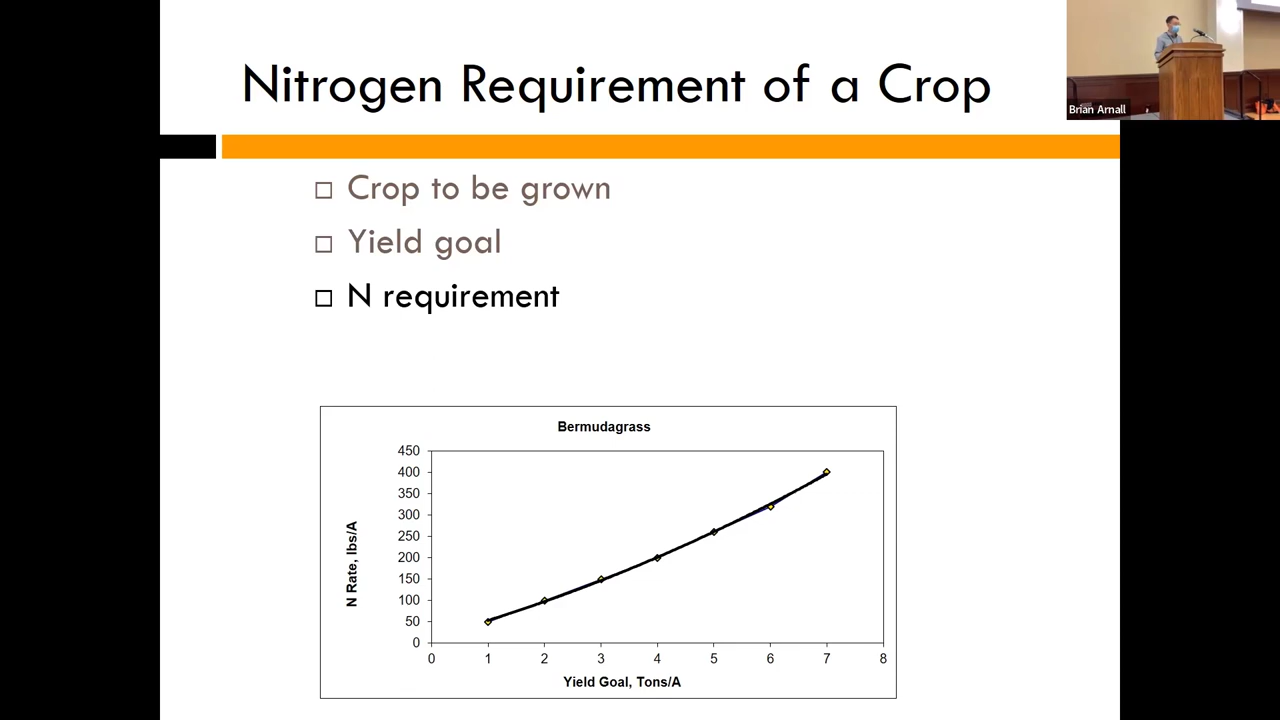 Nitrogen Requirement of a Crop
Brian Arnall
Crop to be grown
Yield goal
N requirement
Bermudagrass
450
400
350
300
250
200
150
100
50
0
N Rate, lbs/A
0 1 2 3 4 5 6 7 8
Yield Goal, Tons/A